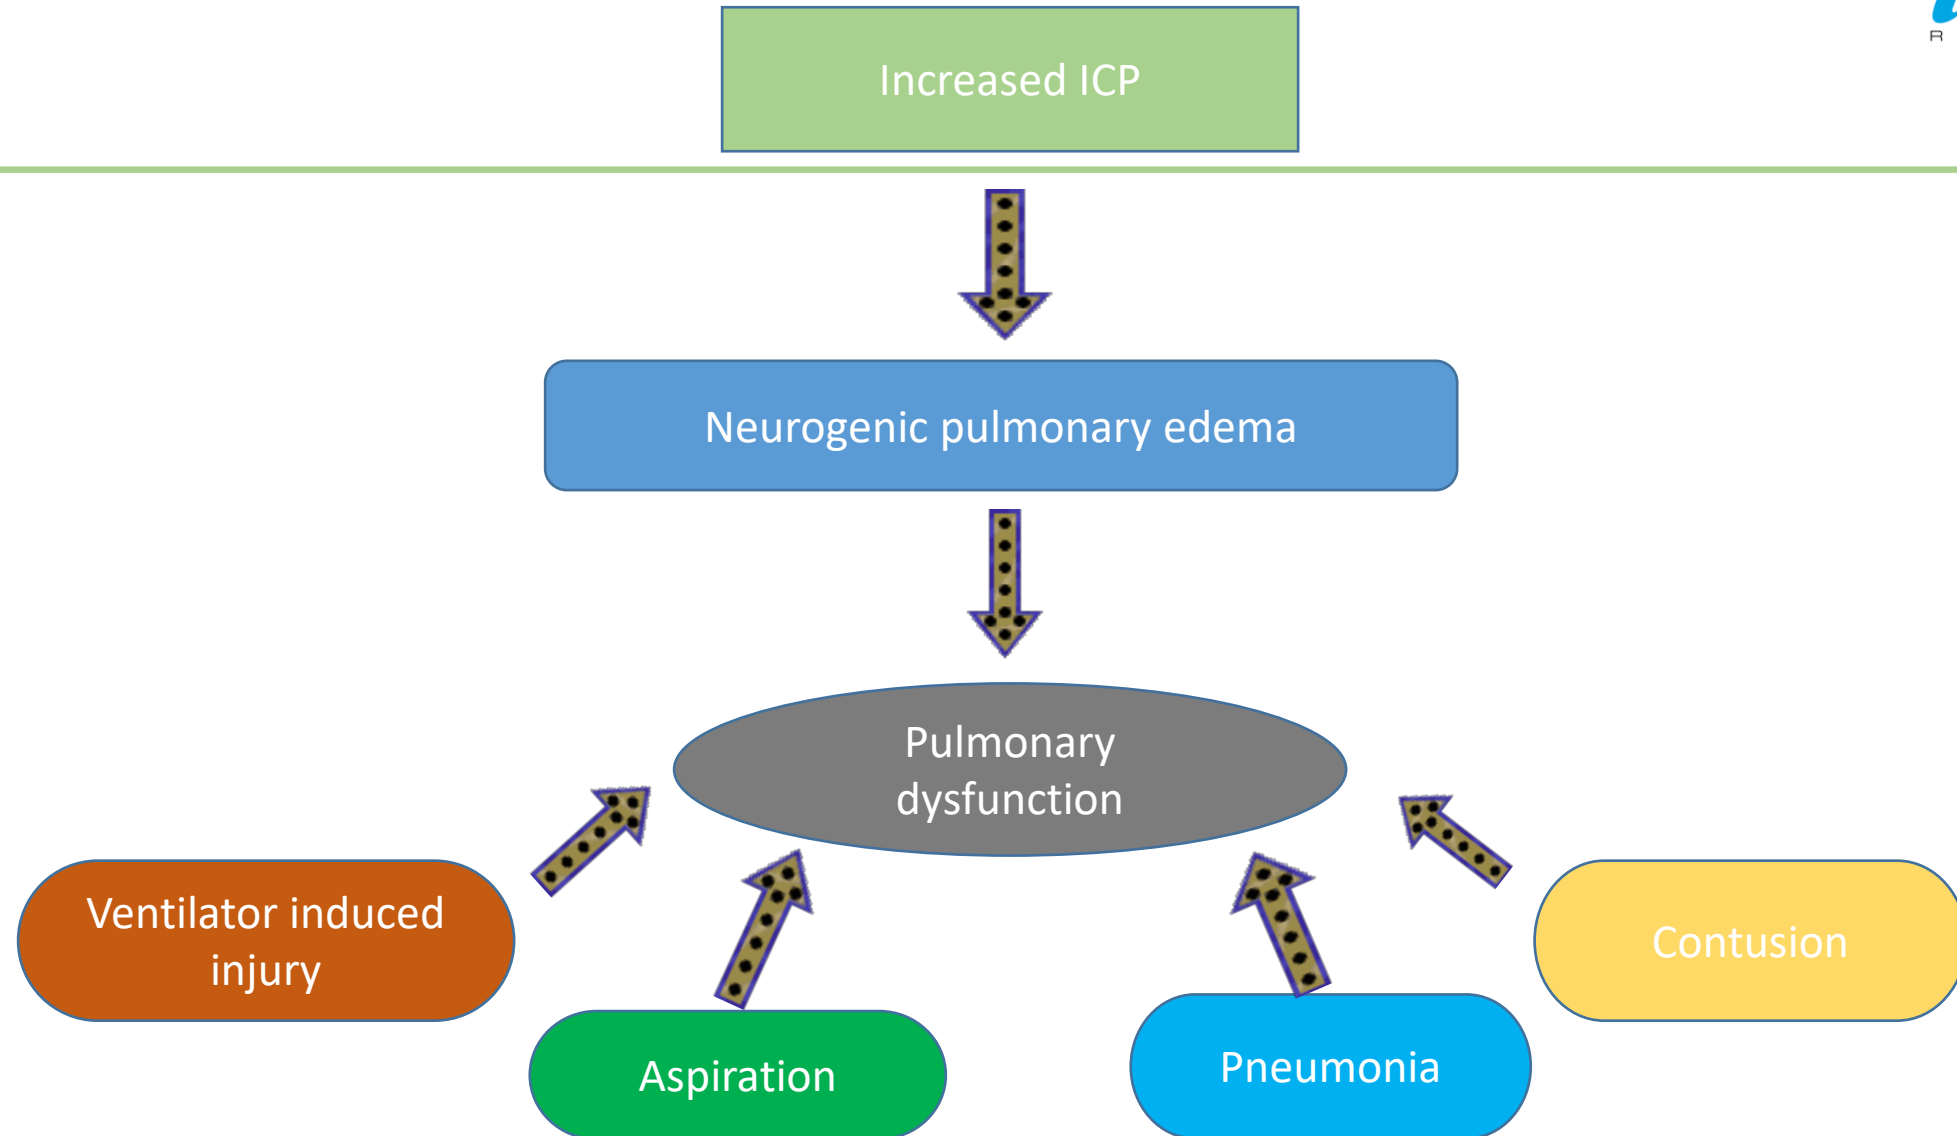 R
Increased ICP
Neurogenic pulmonary edema
Pulmonary
dysfunction
Ventilator induced
injury
Contusion
Aspiration
Pneumonia